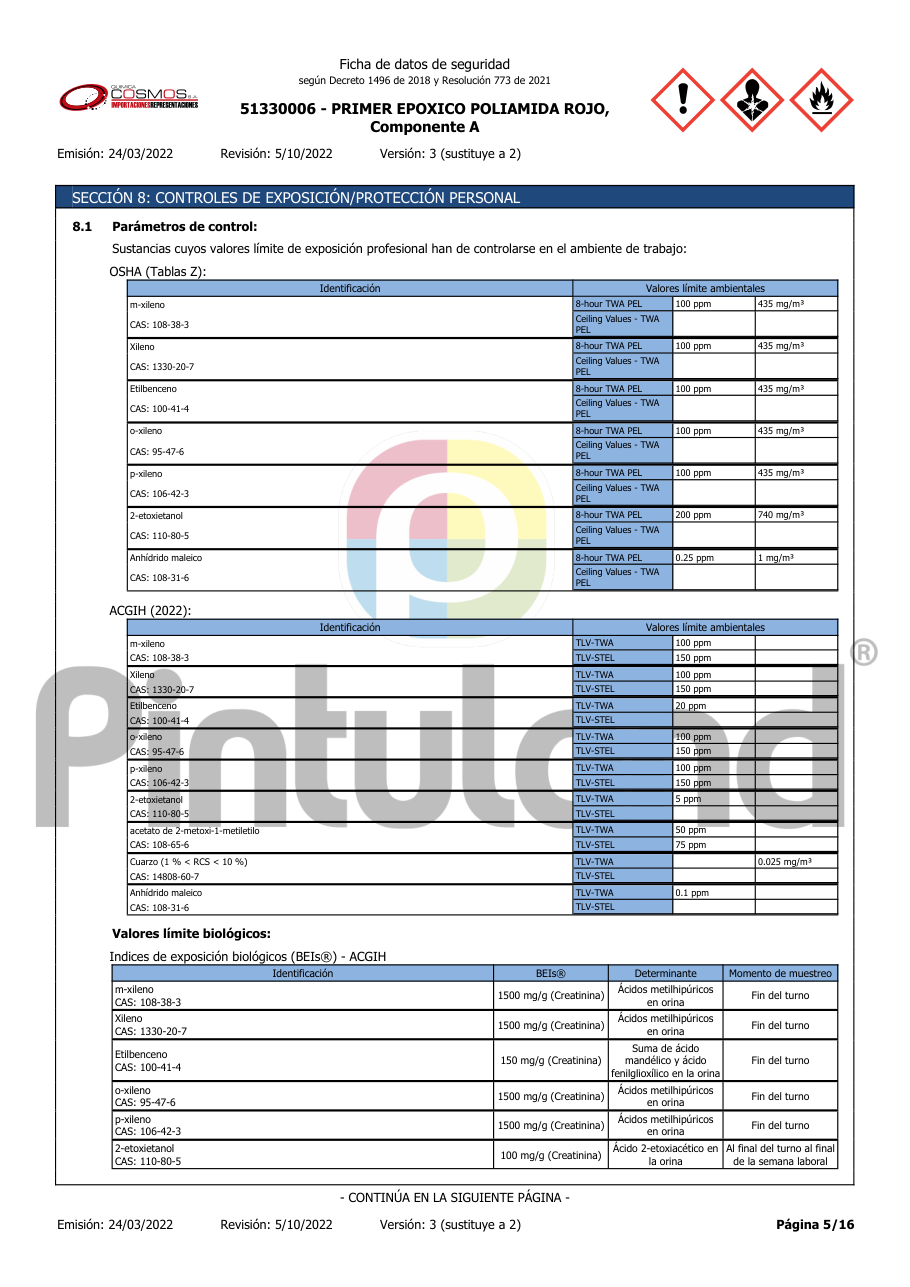 Ficha de datos de seguridad
según Decreto 1496 de 2018 y Resolución 773 de 2021
QUIMICA
COSMOS S.A.
IMPORTACIONESREPRESENTACIONES
51330006 - PRIMER EPOXICO POLIAMIDA ROJO,
Componente A
Emisión: 24/03/2022 Revisión: 5/10/2022 Versión: 3 (sustituye a 2)
SECCIÓN 8: CONTROLES DE EXPOSICIÓN/PROTECCIÓN PERSONAL
8.1 Parámetros de control:
Sustancias cuyos valores límite de exposición profesional han de controlarse en el ambiente de trabajo:
OSHA (Tablas Z):
Identificación Valores límite ambientales
m-xileno 8-hour TWA PEL 100 ppm 435 mg/m³
CAS: 108-38-3 Ceiling Values - TWA
PEL
Xileno 8-hour TWA PEL 100 ppm 435 mg/m³
CAS: 1330-20-7 Ceiling Values - TWA
PEL
Etilbenceno 8-hour TWA PEL 100 ppm 435 mg/m³
CAS: 100-41-4 Ceiling Values - TWA
PEL
o-xileno 8-hour TWA PEL 100 ppm 435 mg/m³
CAS: 95-47-6 Ceiling Values - TWA
PEL
p-xileno 8-hour TWA PEL 100 ppm 435 mg/m³
CAS: 106-42-3 Ceiling Values - TWA
PEL
2-etoxietanol 8-hour TWA PEL 200 ppm 740 mg/m³
CAS: 110-80-5 Ceiling Values - TWA
PEL
Anhídrido maleico 8-hour TWA PEL 0.25 ppm 1 mg/m³
CAS: 108-31-6 Ceiling Values - TWA
PEL
ACGIH (2022):
Identificación Valores límite ambientales
m-xileno TLV-TWA 100 ppm
CAS: 108-38-3 TLV-STEL 150 ppm
Xileno TLV-TWA 100 ppm
CAS: 1330-20-7 TLV-STEL 150 ppm
Etilbenceno TLV-TWA 20 ppm
CAS: 100-41-4 TLV-STEL
o-xileno TLV-TWA 100 ppm
CAS: 95-47-6 TLV-STEL 150 ppm
p-xileno TLV-TWA 100 ppm
CAS: 106-42-3 TLV-STEL 150 ppm
2-etoxietanol TLV-TWA 5 ppm
CAS: 110-80-5 TLV-STEL
acetato de 2-metoxi-1-metiletilo TLV-TWA 50 ppm
CAS: 108-65-6 TLV-STEL 75 ppm
Cuarzo (1 % < RCS < 10 %) TLV-TWA 0.025 mg/m³
CAS: 14808-60-7 TLV-STEL
Anhídrido maleico TLV-TWA 0.1 ppm
CAS: 108-31-6 TLV-STEL
Pintuland®
Valores límite biológicos:
Indices de exposición biológicos (BEIs®) - ACGIH
Identificación BEIs® Determinante Momento de muestreo
m-xileno
CAS: 108-38-3 1500 mg/g (Creatinina) Ácidos metilhipúricos
en orina Fin del turno
Xileno
CAS: 1330-20-7 1500 mg/g (Creatinina) Ácidos metilhipúricos
en orina Fin del turno
Etilbenceno
CAS: 100-41-4 150 mg/g (Creatinina) Suma de ácido
mandélico y ácido
fenilglioxílico en la orina Fin del turno
o-xileno
CAS: 95-47-6 1500 mg/g (Creatinina) Ácidos metilhipúricos
en orina Fin del turno
p-xileno
CAS: 106-42-3 1500 mg/g (Creatinina) Ácidos metilhipúricos
en orina Fin del turno
2-etoxietanol
CAS: 110-80-5 100 mg/g (Creatinina) Ácido 2-etoxiacético en
la orina Al final del turno al final
de la semana laboral
- CONTINÚA EN LA SIGUIENTE PÁGINA -
Emisión: 24/03/2022 Revisión: 5/10/2022 Versión: 3 (sustituye a 2) Página 5/16